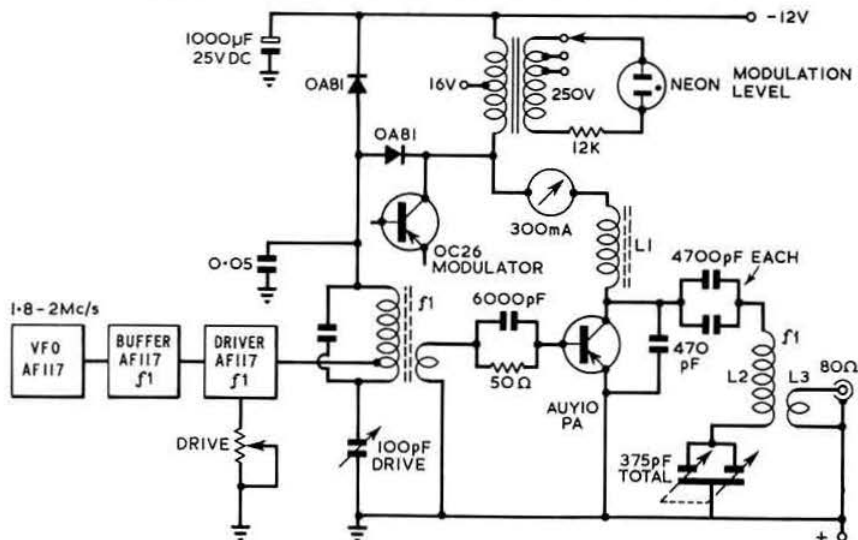 1000µF
25V DC
-12V
OA81
16V
250V
NEON
MODULATION
LEVEL
12K
OA81
300mA
OC26
MODULATOR
L1
4700pF EACH
0·05
1·8-2Mc/s
ƒ1
6000pF
VFO
AF117
BUFFER
AF117
ƒ1
DRIVER
AF117
ƒ1
50Ω
470
pF
ƒ1
L2
L3
80Ω
AUY10
PA
DRIVE
100pF
DRIVE
375pF
TOTAL
+